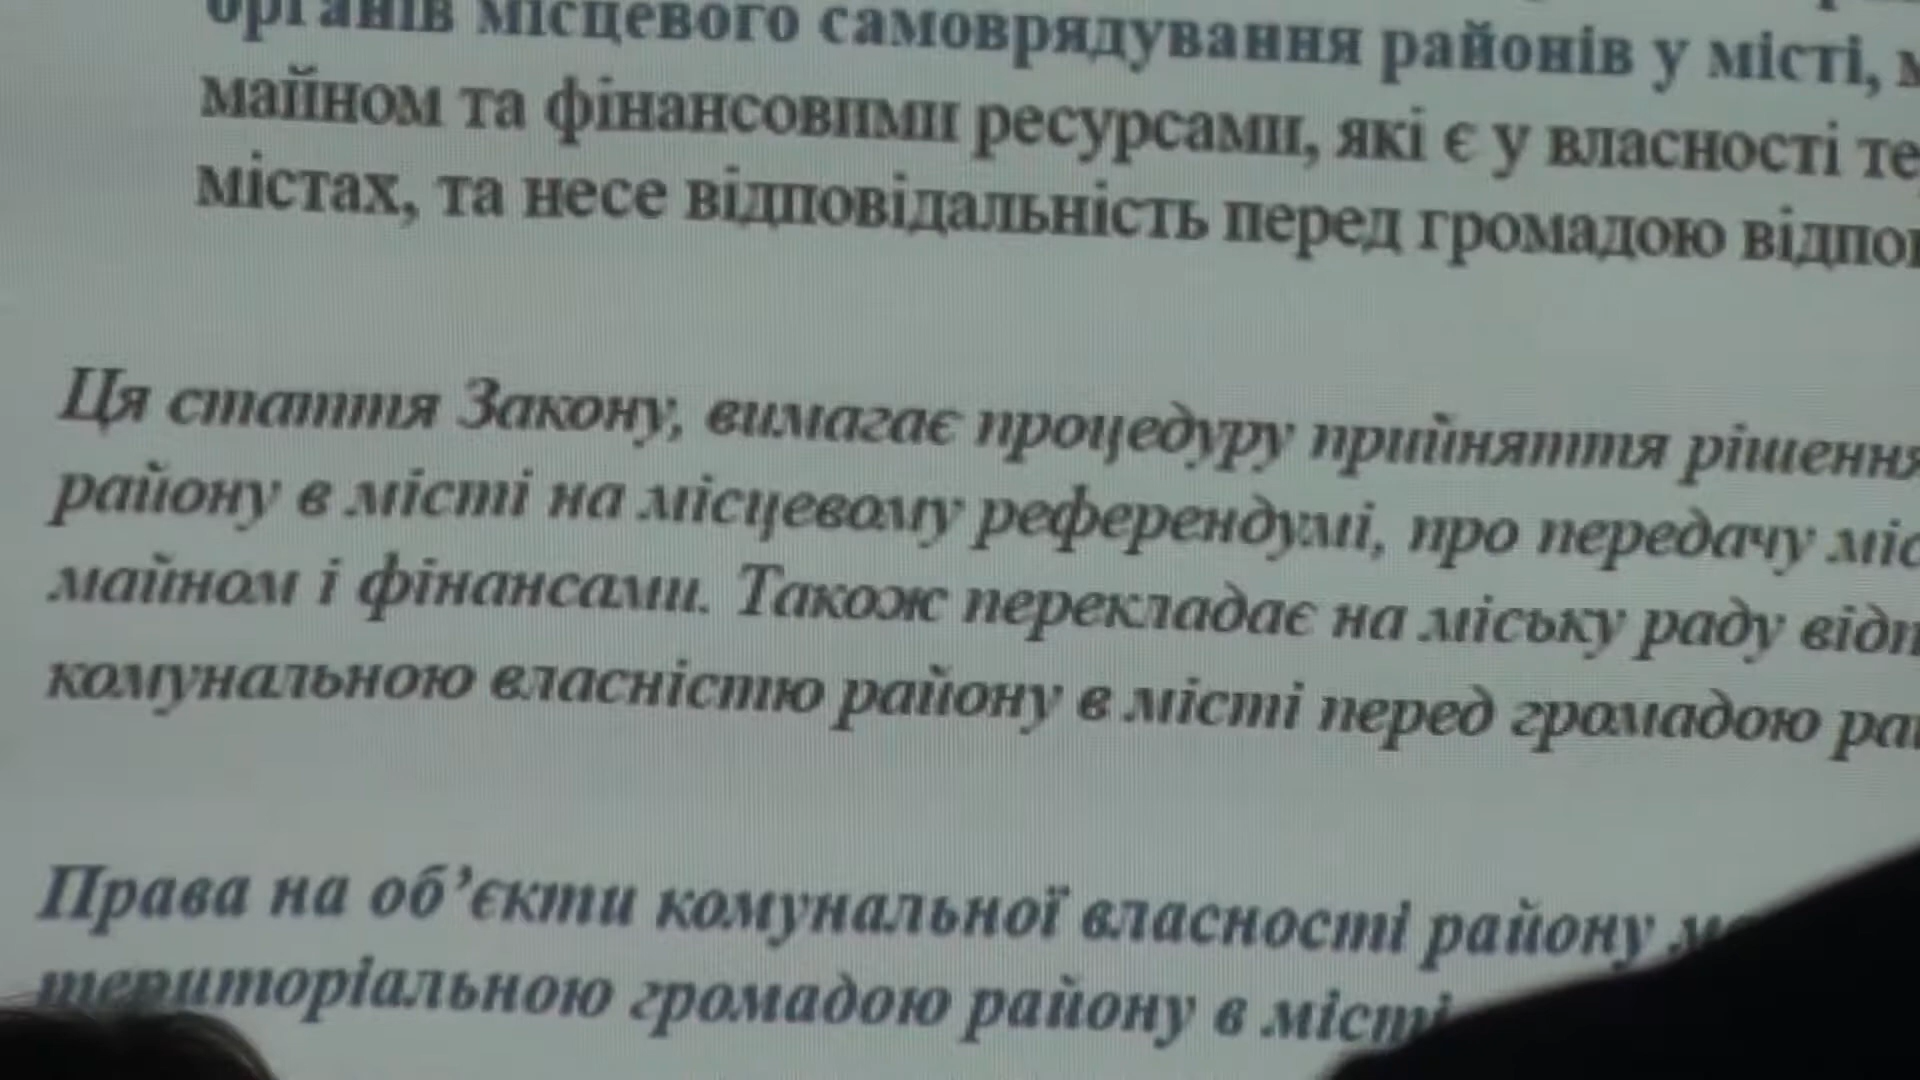 органів місцевого самоврядування районів у місті,
майном та фінансовими ресурсами, які є у власності
містах, та несе відповідальність перед громадою
Ця стаття Закону, вимагає процедуру прийняття рішення
району в місті на місцевому референдумі, про передачу
майном і фінансами. Також перекладає на міську раду
комунальною власністю району в місті перед громадою
Права на об’єкти комунальної власності району
територіальною громадою району в місті